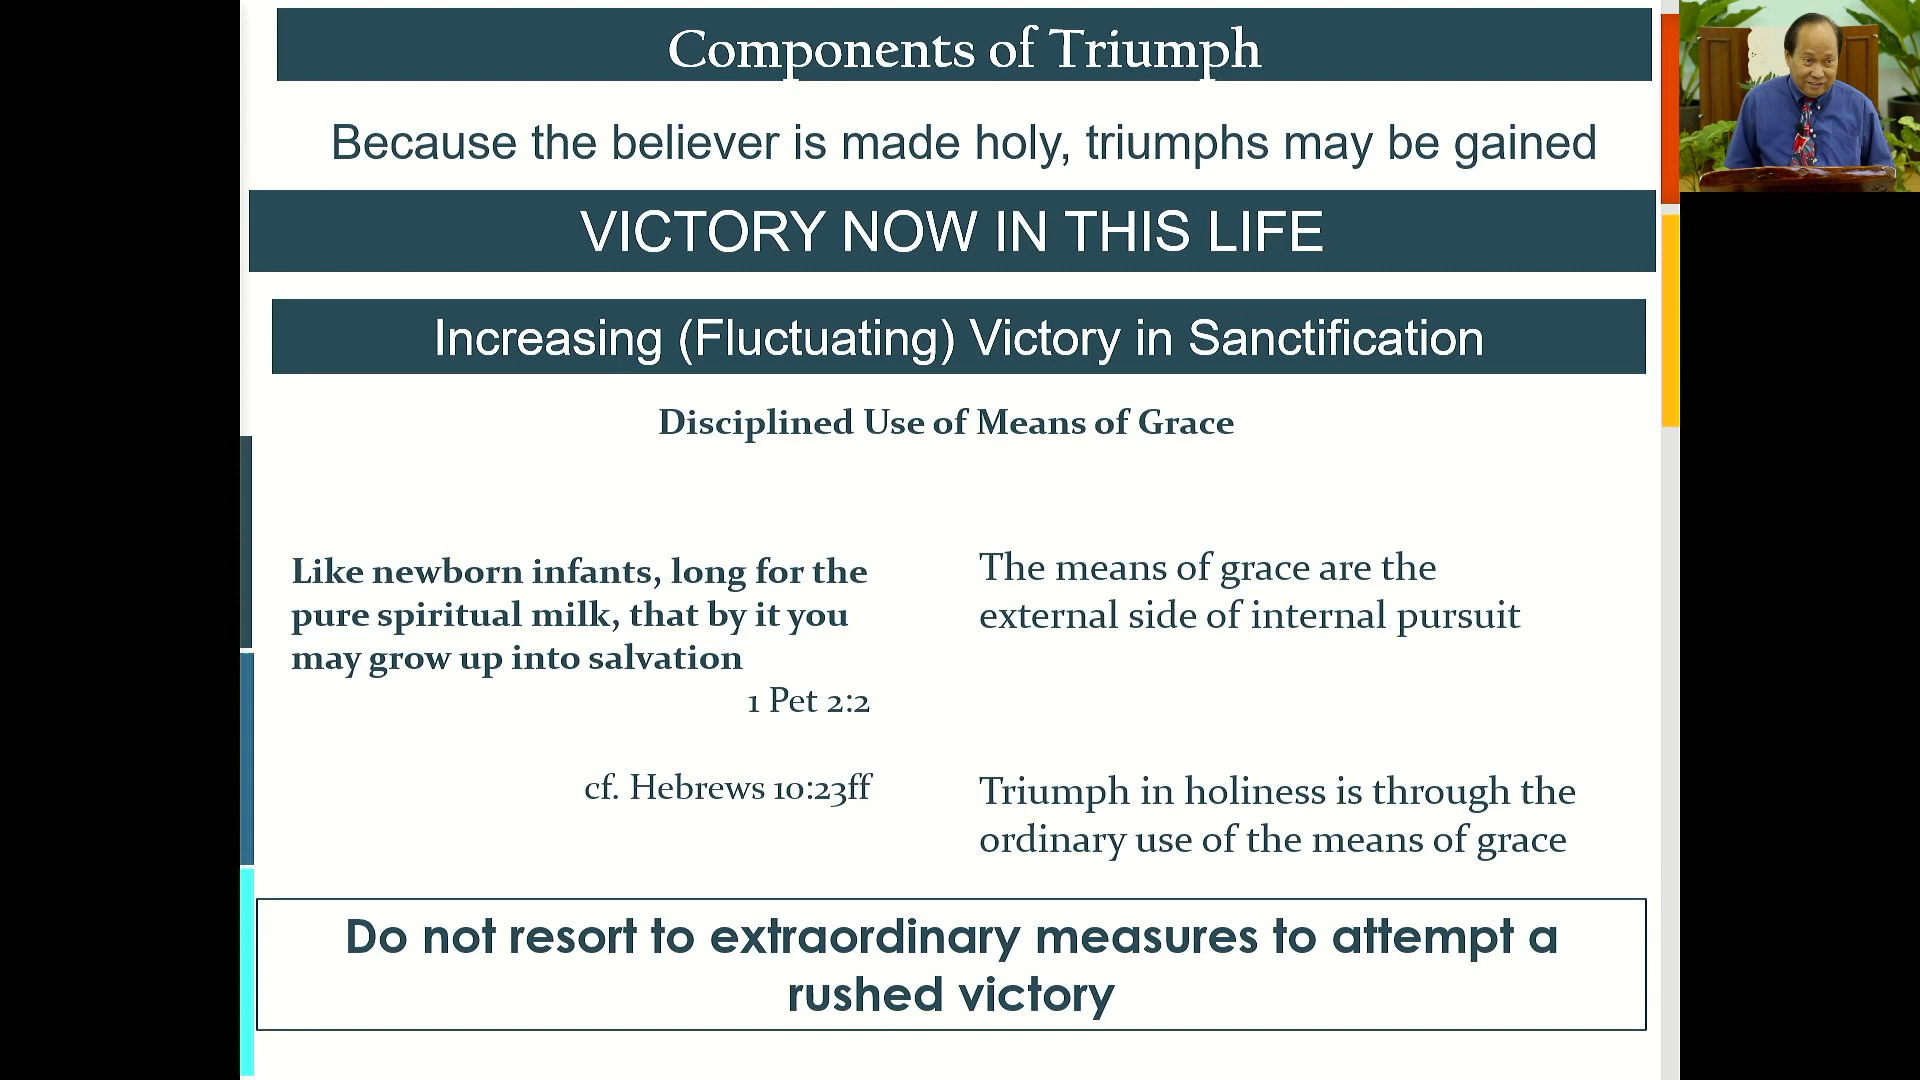 Components of Triumph
Because the believer is made holy, triumphs may be gained
VICTORY NOW IN THIS LIFE
Increasing (Fluctuating) Victory in Sanctification
Disciplined Use of Means of Grace
Like newborn infants, long for the
pure spiritual milk, that by it you
may grow up into salvation
1 Pet 2:2
cf. Hebrews 10:23ff
The means of grace are the
external side of internal pursuit
Triumph in holiness is through the
ordinary use of the means of grace
Do not resort to extraordinary measures to attempt a
rushed victory